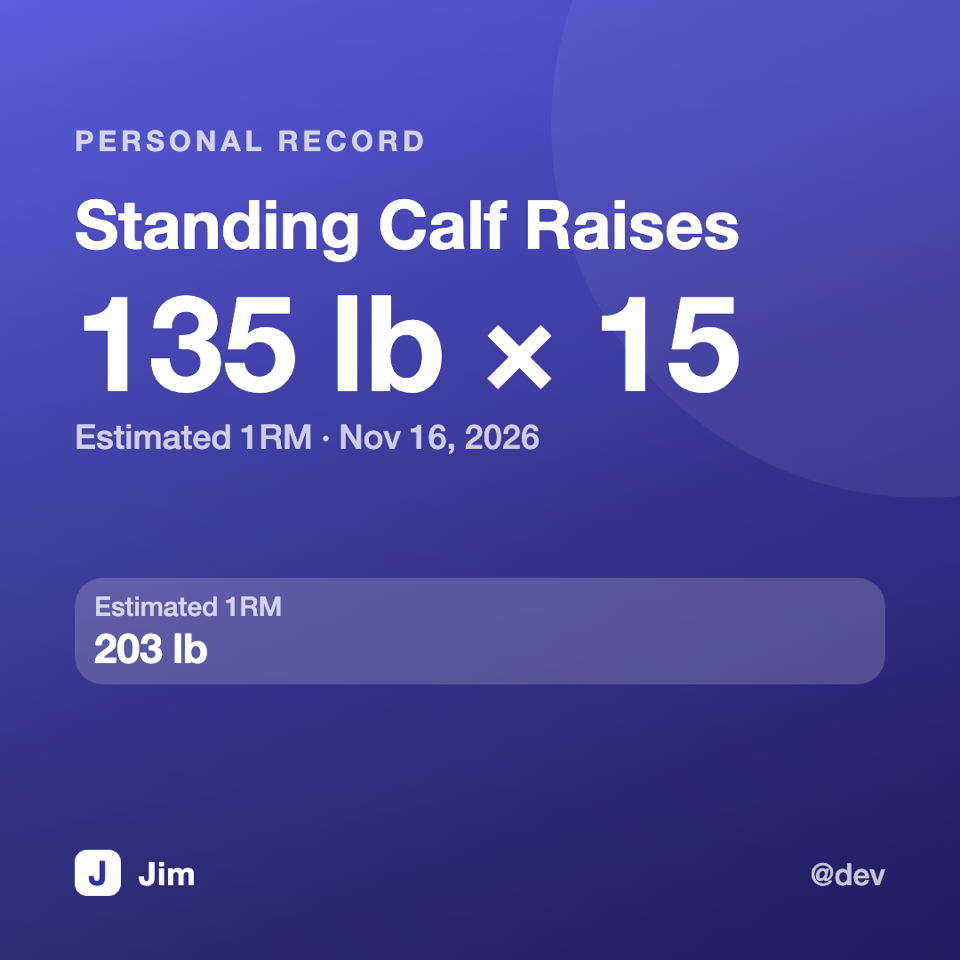 PERSONAL RECORD
Standing Calf Raises
135 lb × 15
Estimated 1RM · Nov 16, 2026
Estimated 1RM
203 lb
J Jim
@dev